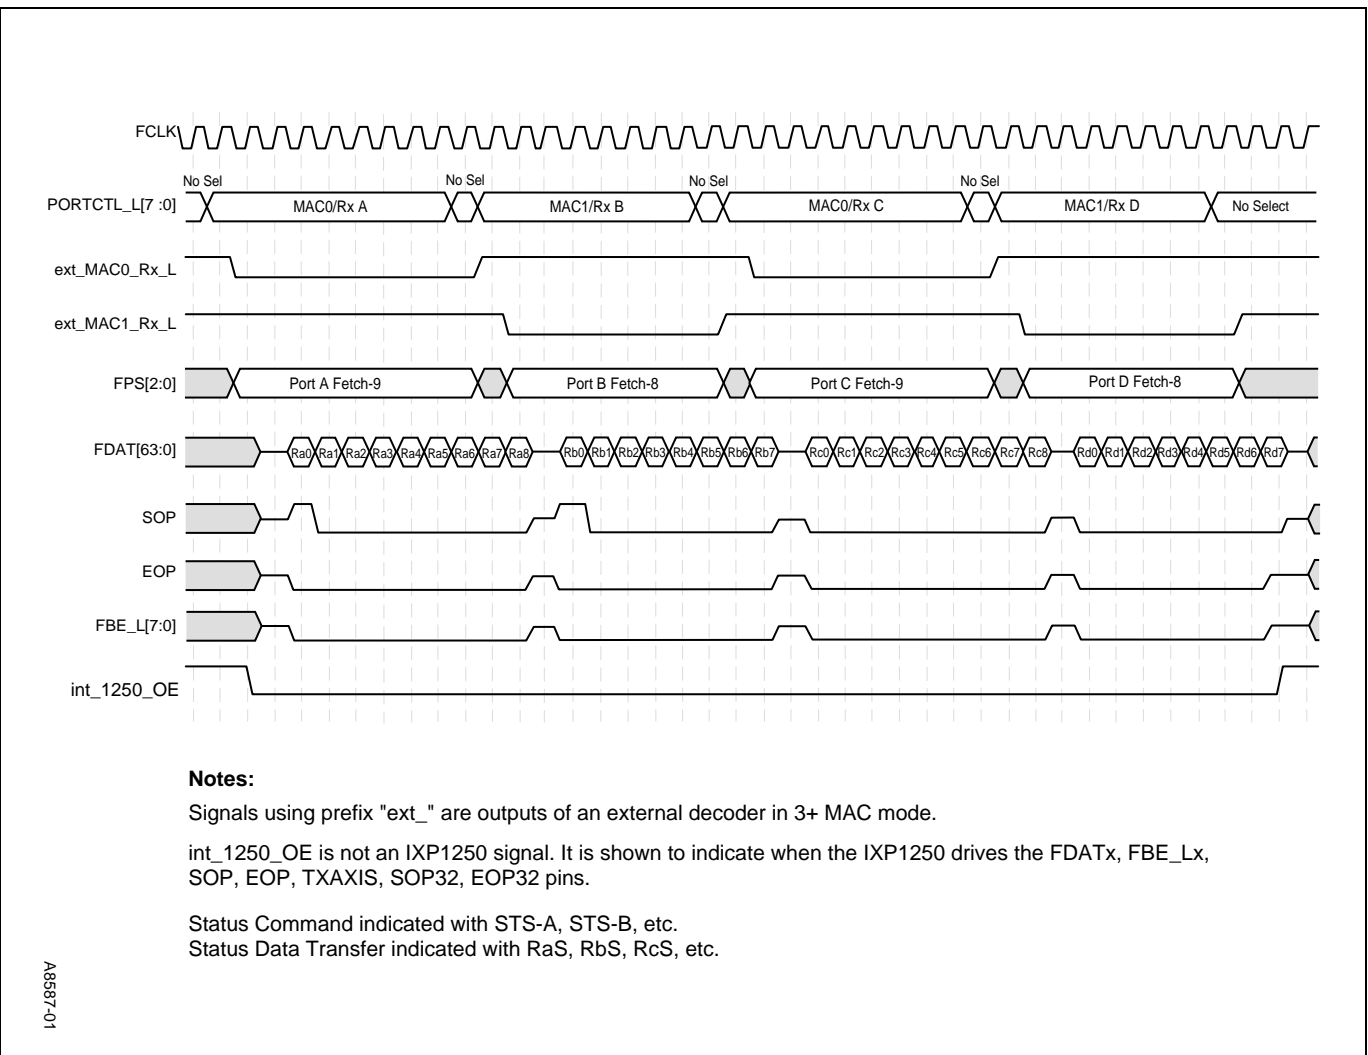 FCLK
No Sel No Sel No Sel No Sel
PORTCTL_L[7 :0] MAC0/Rx A MAC1/Rx B MAC0/Rx C MAC1/Rx D No Select
ext_MAC0_Rx_L
ext_MAC1_Rx_L
FPS[2:0] Port A Fetch-9 Port B Fetch-8 Port C Fetch-9 Port D Fetch-8
FDAT[63:0] Ra0 Ra1 Ra2 Ra3 Ra4 Ra5 Ra6 Ra7 Ra8 Rb0 Rb1 Rb2 Rb3 Rb4 Rb5 Rb6 Rb7 Rc0 Rc1 Rc2 Rc3 Rc4 Rc5 Rc6 Rc7 Rc8 Rd0 Rd1 Rd2 Rd3 Rd4 Rd5 Rd6 Rd7
SOP
EOP
FBE_L[7:0]
int_1250_OE
Notes:
Signals using prefix "ext_" are outputs of an external decoder in 3+ MAC mode.
int_1250_OE is not an IXP1250 signal. It is shown to indicate when the IXP1250 drives the FDATx, FBE_Lx,
SOP, EOP, TXAXIS, SOP32, EOP32 pins.
Status Command indicated with STS-A, STS-B, etc.
Status Data Transfer indicated with RaS, RbS, RcS, etc.
A8587-01